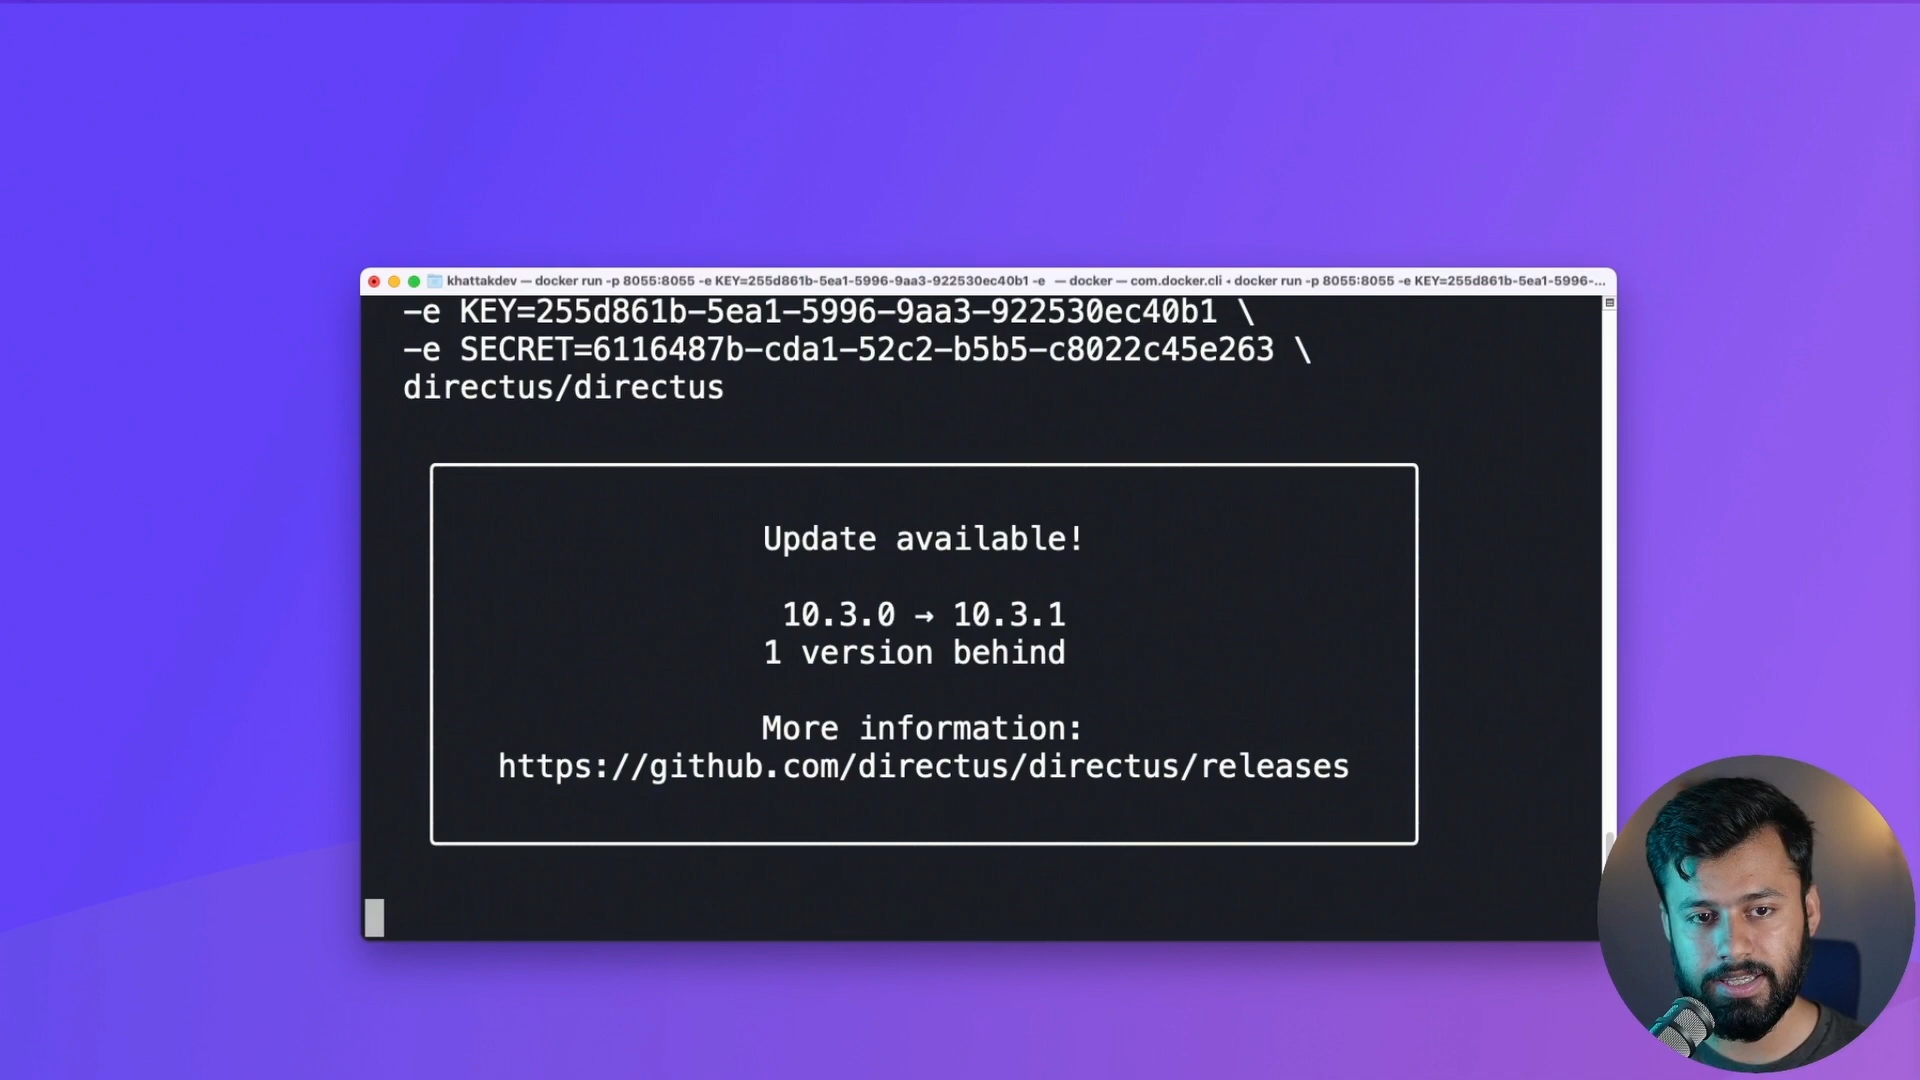 khattakdev — docker run -p 8055:8055 -e KEY=255d861b-5ea1-5996-9aa3-922530ec40b1 -e — docker — com.docker.cli ◂ docker run -p 8055:8055 -e KEY=255d861b-5ea1-5996-...
-e KEY=255d861b-5ea1-5996-9aa3-922530ec40b1 \
-e SECRET=6116487b-cda1-52c2-b5b5-c8022c45e263 \
directus/directus
Update available!
10.3.0 → 10.3.1
1 version behind
More information:
https://github.com/directus/directus/releases